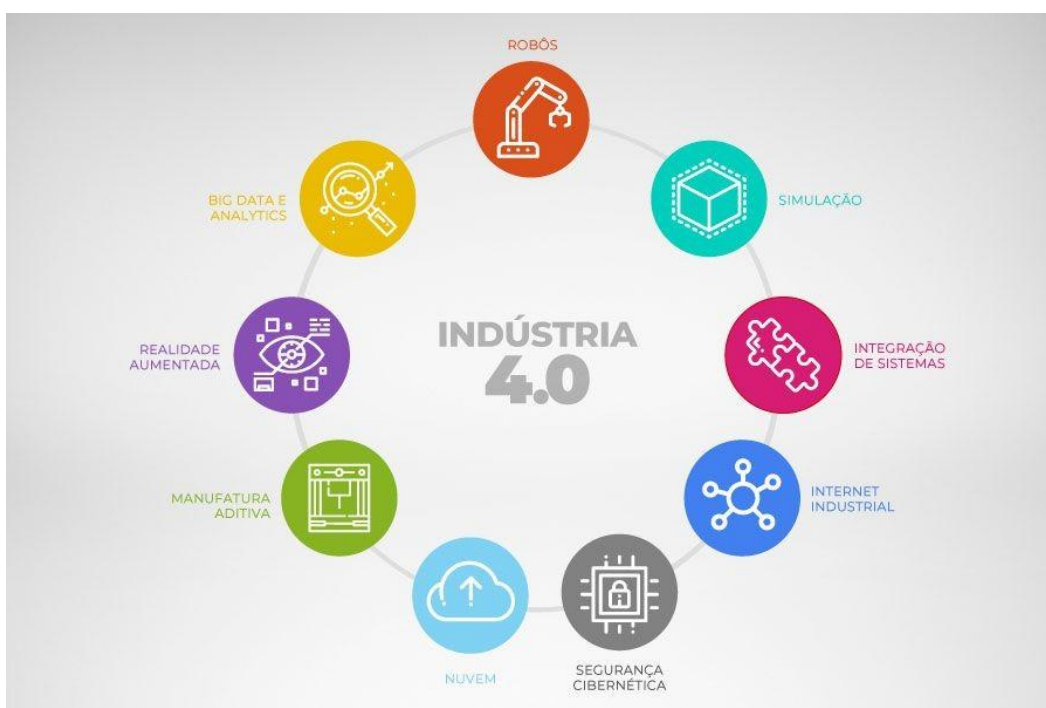 ROBÔS
SIMULAÇÃO
INTEGRAÇÃO
DE SISTEMAS
INTERNET
INDUSTRIAL
SEGURANÇA
CIBERNÉTICA
NUVEM
MANUFATURA
ADITIVA
REALIDADE
AUMENTADA
BIG DATA E
ANALYTICS
INDÚSTRIA
4.0